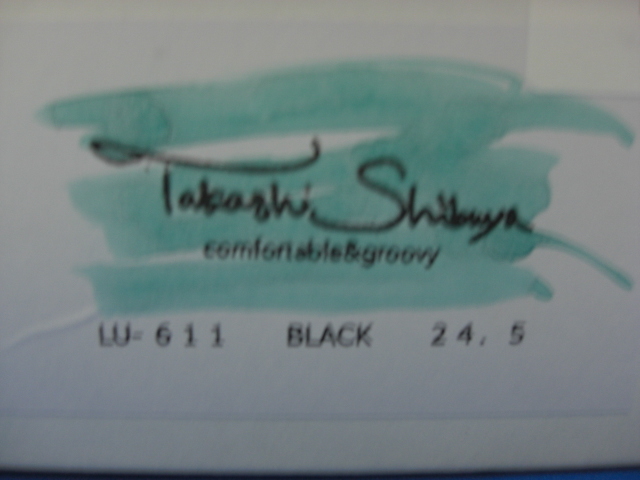 Takashi Shibuya
comfortable&groovy
LU-611 BLACK 24.5